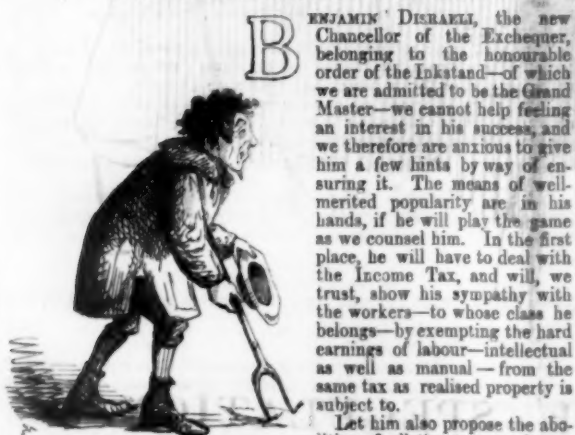 BENJAMIN DISRAELI, the new
Chancellor of the Exchequer,
belonging to the honourable
order of the Inkstand—of which
we are admitted to be the Grand
Master—we cannot help feeling
an interest in his success, and
we therefore are anxious to give
him a few hints by way of en-
suring it. The means of well-
merited popularity are in his
hands, if he will play the game
as we counsel him. In the first
place, he will have to deal with
the Income Tax, and will, we
trust, show his sympathy with
the workers—to whose class he
belongs—by exempting the hard
earnings of labour—intellectual
as well as manual—from the
same tax as realised property is
subject to.
Let him also propose the abo-